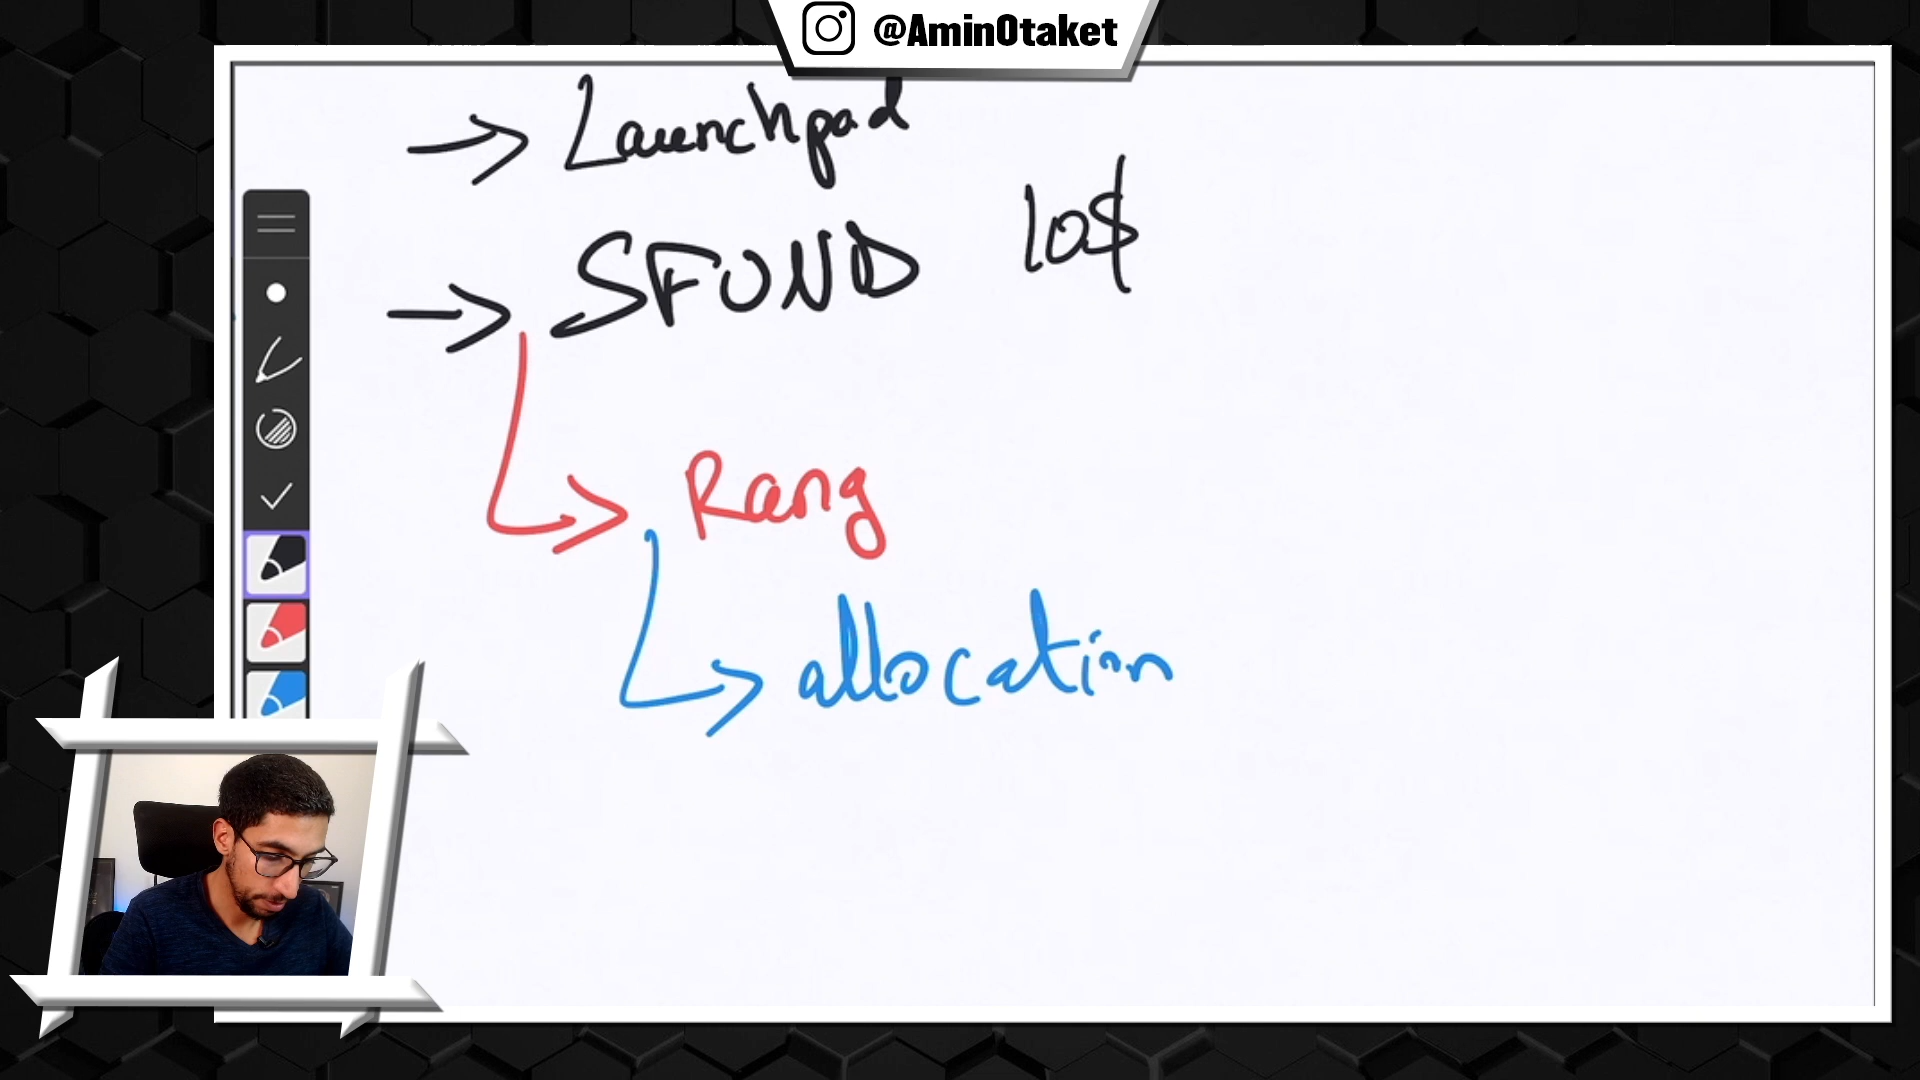 @AminOtaket
→ Launchpad
→ SFUND 10$
Rang
allocation